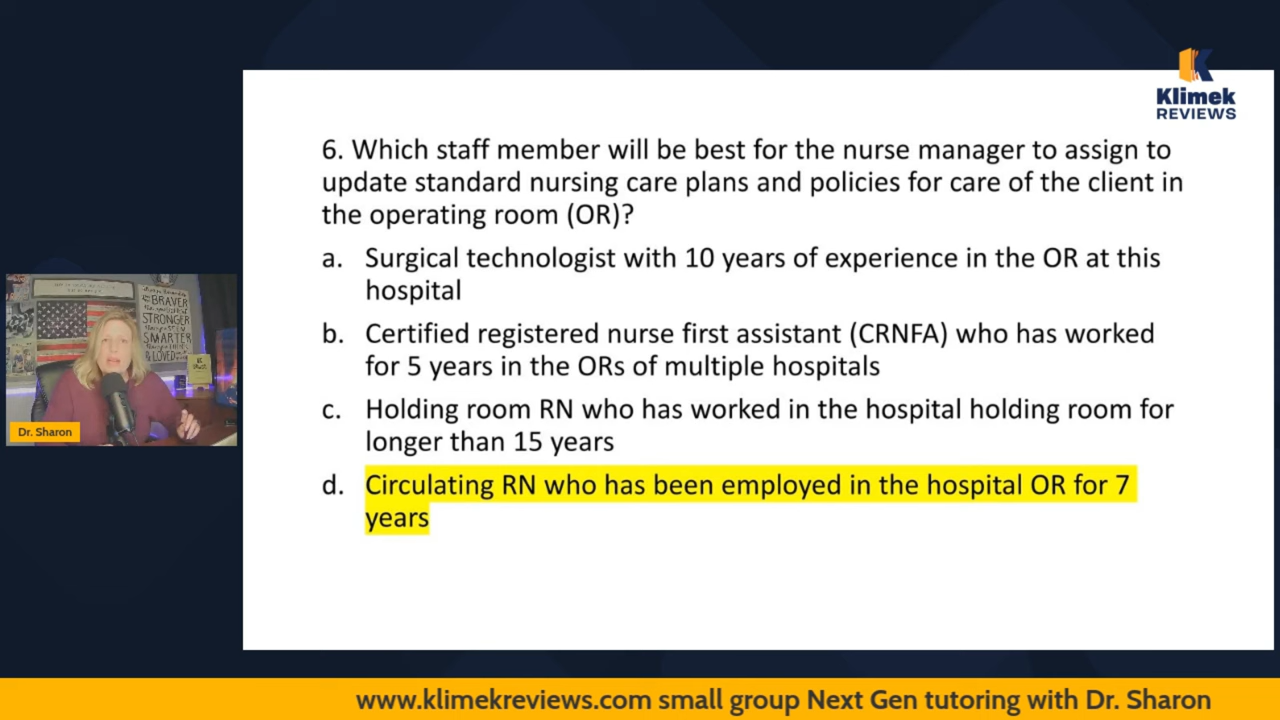 Klimek
REVIEWS
6. Which staff member will be best for the nurse manager to assign to
update standard nursing care plans and policies for care of the client in
the operating room (OR)?
a. Surgical technologist with 10 years of experience in the OR at this
hospital
b. Certified registered nurse first assistant (CRNFA) who has worked
for 5 years in the ORs of multiple hospitals
c. Holding room RN who has worked in the hospital holding room for
longer than 15 years
d. Circulating RN who has been employed in the hospital OR for 7
years
BRAVER
STRONGER
SMARTER
& LOVED
Dr. Sharon
www.klimekreviews.com small group Next Gen tutoring with Dr. Sharon